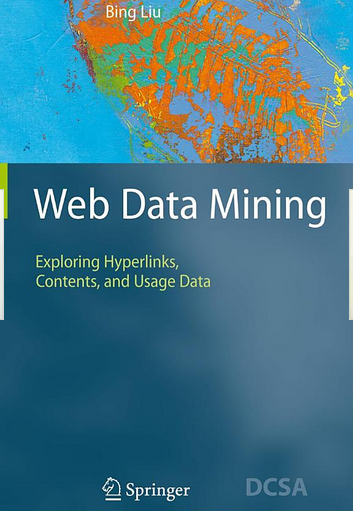 Bing Liu
Web Data Mining
Exploring Hyperlinks,
Contents, and Usage Data
Springer
DCSA